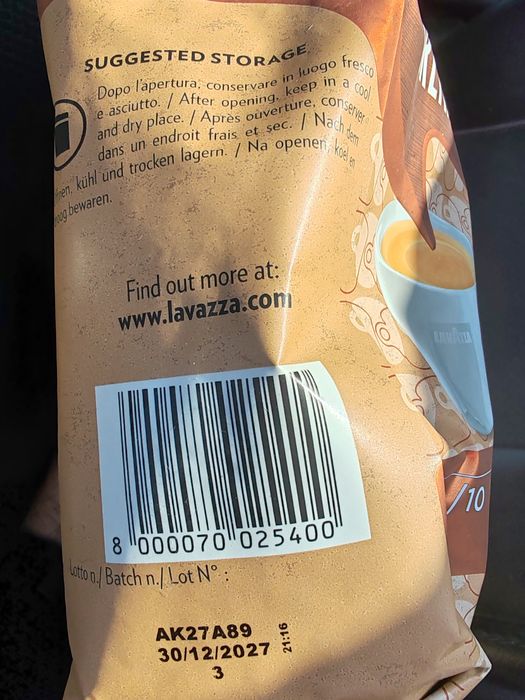 SUGGESTED STORAGE
Dopo l'apertura, conservare in luogo fresco
e asciutto. / After opening, keep in a cool
and dry place. / Après ouverture, conserver
dans un endroit frais et sec. / Nach dem
kühl und trocken lagern. / Na openen, koel en
bewaren.
Find out more at:
www.lavazza.com
8 000070 025400
Lotto n./ Batch n./ Lot N° :
AK27A89
30/12/2027
3
21:16
/10
LAVAZZA